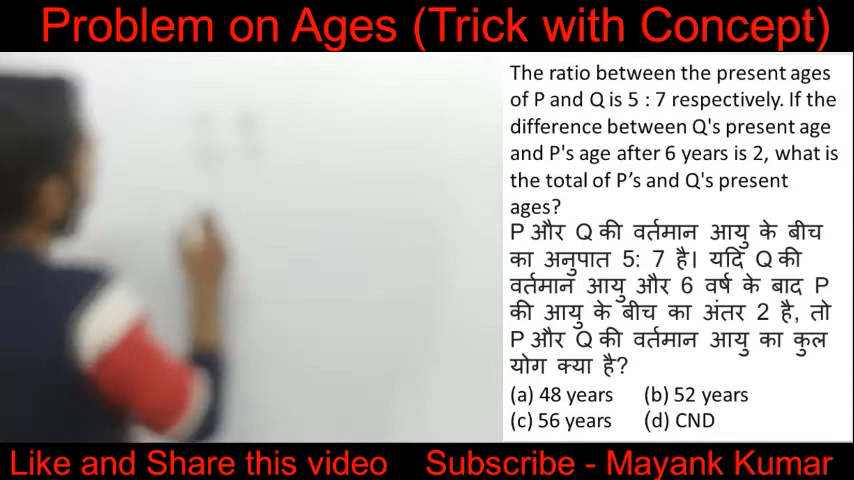 Problem on Ages (Trick with Concept)
The ratio between the present ages
of P and Q is 5 : 7 respectively. If the
difference between Q's present age
and P's age after 6 years is 2, what is
the total of P’s and Q's present
ages?
P और Q की वर्तमान आयु के बीच
का अनुपात 5: 7 है। यदि Q की
वर्तमान आयु और 6 वर्ष के बाद P
की आयु के बीच का अंतर 2 है, तो
P और Q की वर्तमान आयु का कुल
योग क्या है?
(a) 48 years (b) 52 years
(c) 56 years (d) CND
Like and Share this video Subscribe - Mayank Kumar